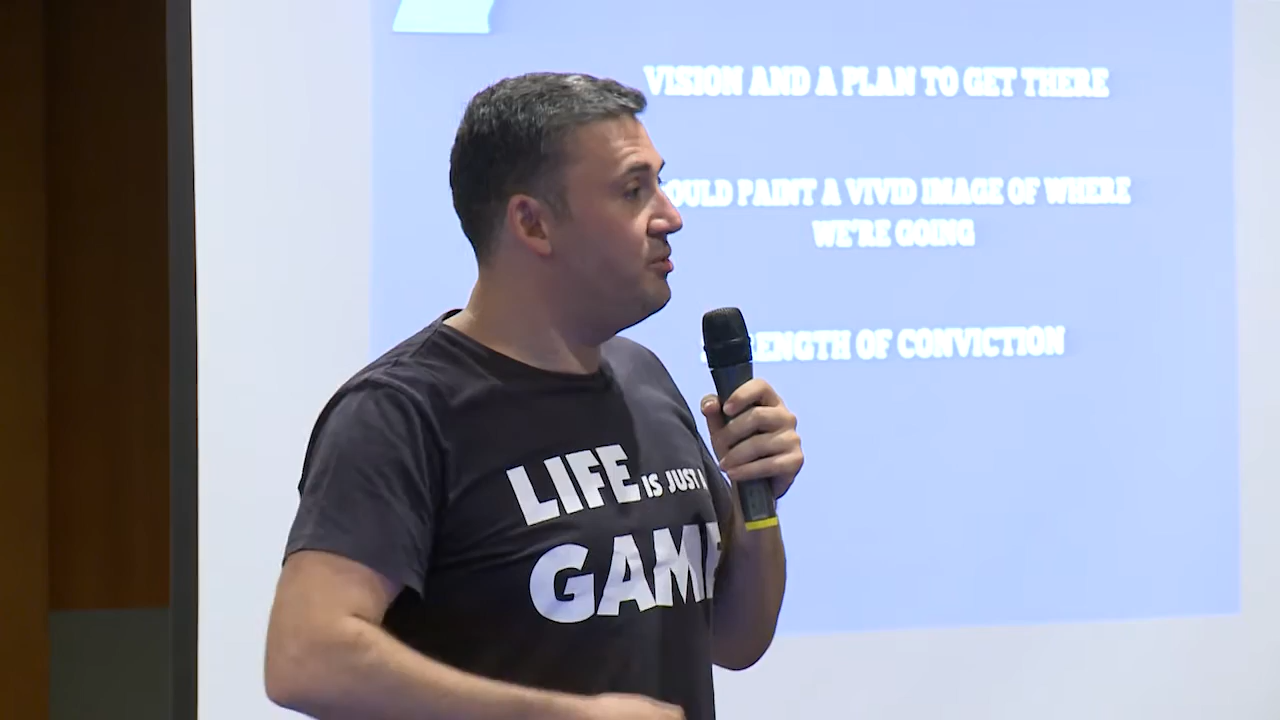 VISION AND A PLAN TO GET THERE
A VIVID IMAGE OF WHERE
PAINT
WE'RE GOING
OF CONVICTION
LIFE IS JUST
GAME